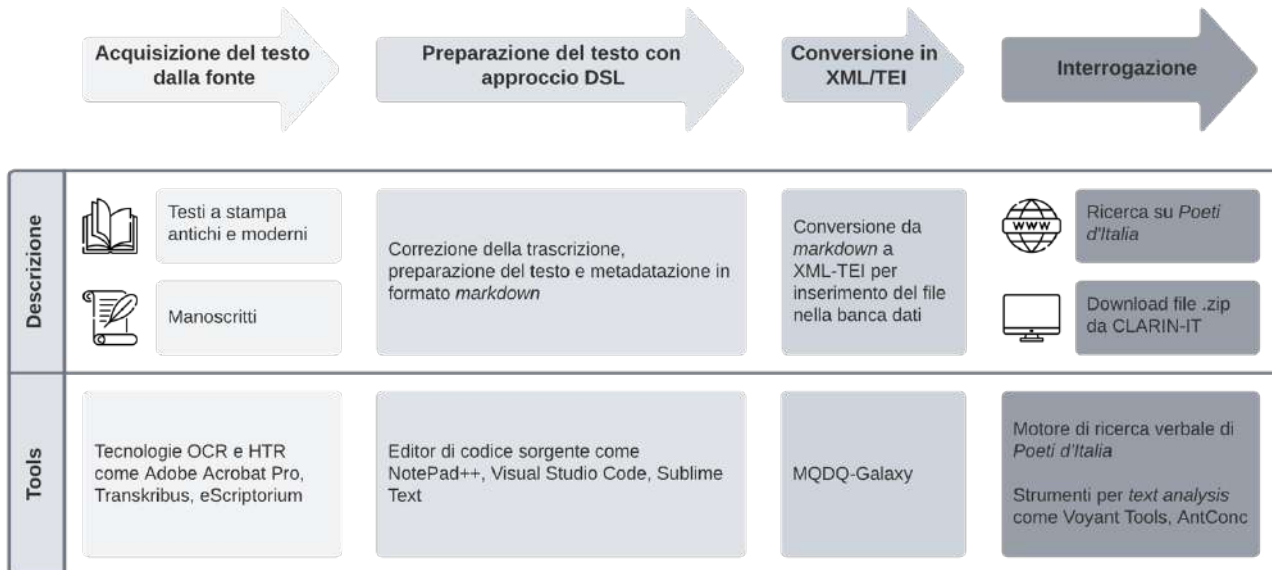 Acquisizione del testo
dalla fonte
Preparazione del testo con
approccio DSL
Conversione in
XML/TEI
Interrogazione
Descrizione
Testi a stampa
antichi e moderni
Manoscritti
Correzione della trascrizione,
preparazione del testo e metadatazione in
formato markdown
Conversione da
markdown a
XML-TEI per
inserimento del file
nella banca dati
WWW
Ricerca su Poeti
d'Italia
Download file .zip
da CLARIN-IT
Tools
Tecnologie OCR e HTR
come Adobe Acrobat Pro,
Transkribus, eScriptorium
Editor di codice sorgente come
NotePad++, Visual Studio Code, Sublime
Text
MQDQ-Galaxy
Motore di ricerca verbale di
Poeti d'Italia
Strumenti per text analysis
come Voyant Tools, AntConc